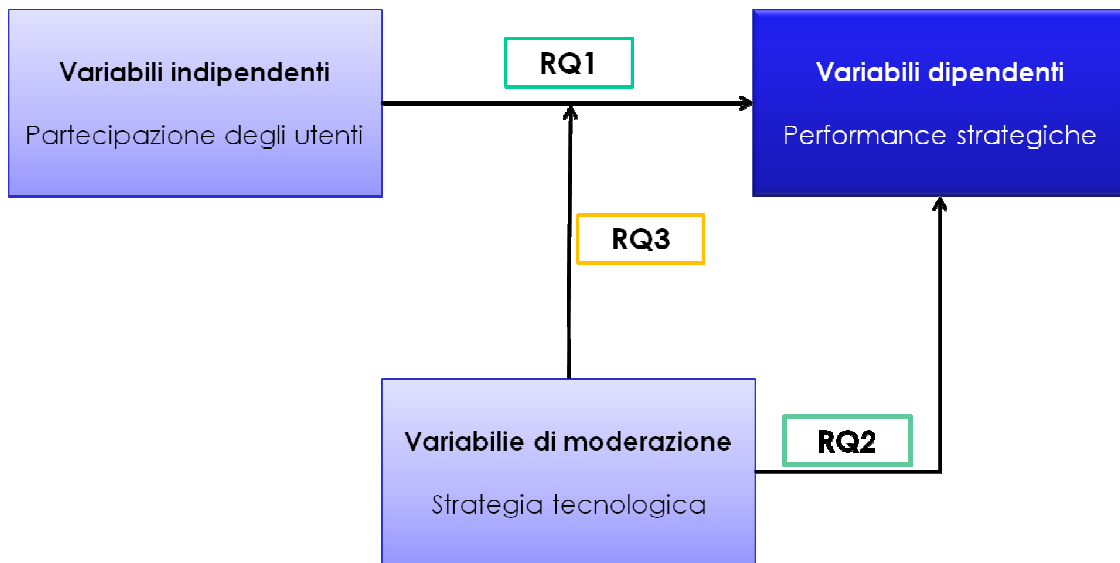 Variabili indipendenti
Partecipazione degli utenti
RQ1
Variabili dipendenti
Performance strategiche
RQ3
Variabilie di moderazione
Strategia tecnologica
RQ2